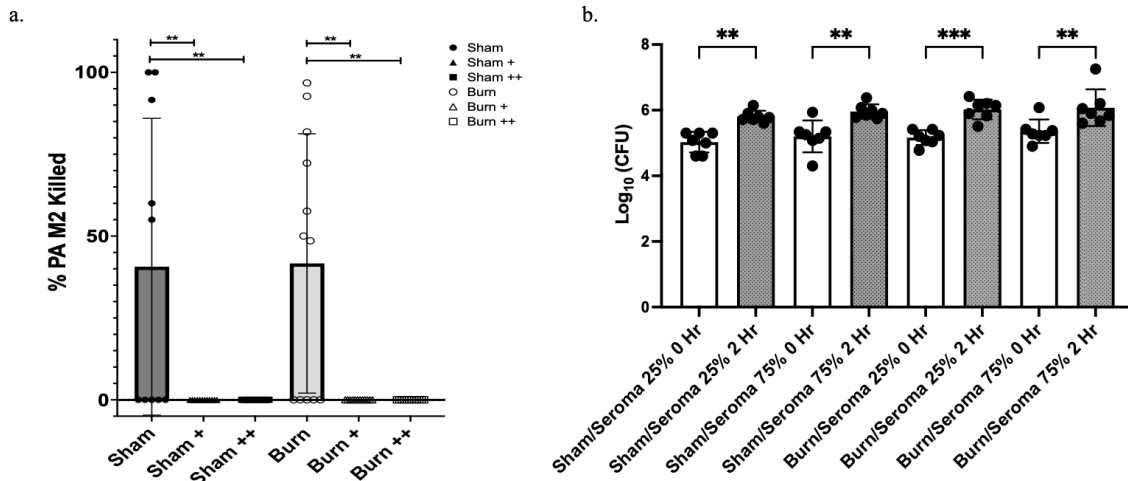 a.
% PA M2 Killed
100
50
0
**
**
**
**
Sham
Sham +
Sham ++
Burn
Burn +
Burn ++
Sham
Sham +
Sham ++
Burn
Burn +
Burn ++
b.
Log10 (CFU)
8
6
4
2
0
**
**
***
**
Sham/Seroma 25% 0 Hr
Sham/Seroma 25% 2 Hr
Sham/Seroma 75% 0 Hr
Sham/Seroma 75% 2 Hr
Burn/Seroma 25% 0 Hr
Burn/Seroma 25% 2 Hr
Burn/Seroma 75% 0 Hr
Burn/Seroma 75% 2 Hr